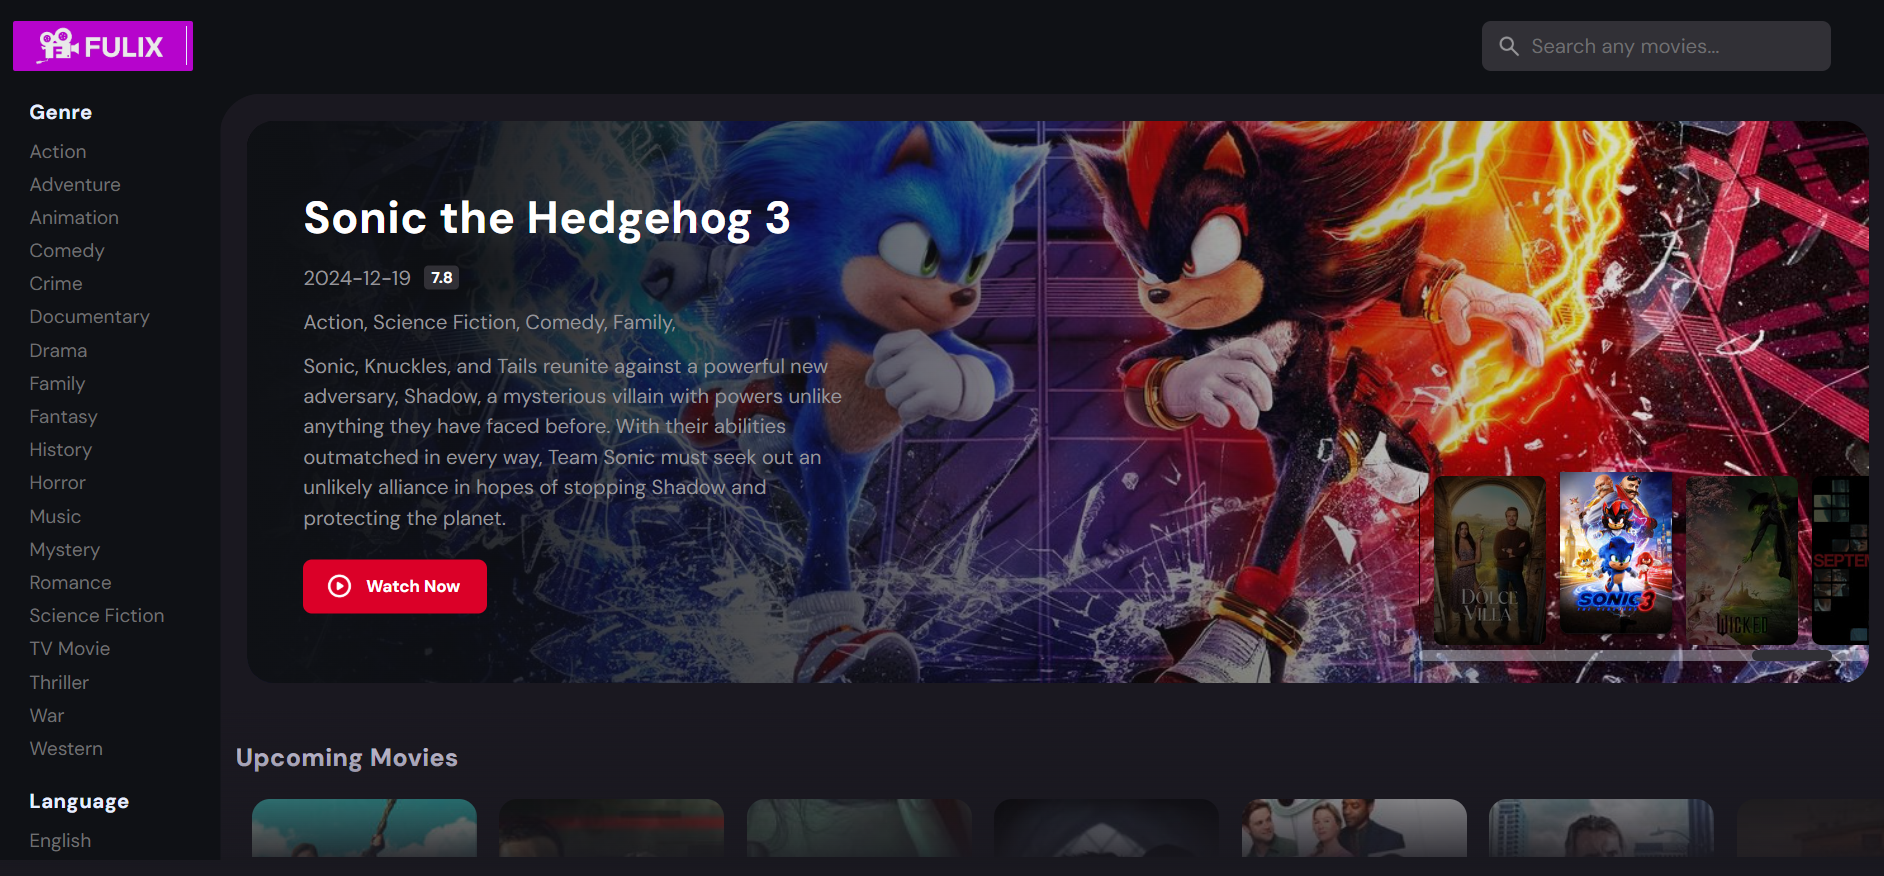 FULIX
Search any movies...
Genre
Action
Adventure
Animation
Comedy
Crime
Documentary
Drama
Family
Fantasy
History
Horror
Music
Mystery
Romance
Science Fiction
TV Movie
Thriller
War
Western
Language
English
Sonic the Hedgehog 3
2024-12-19 7.8
Action, Science Fiction, Comedy, Family,
Sonic, Knuckles, and Tails reunite against a powerful new
adversary, Shadow, a mysterious villain with powers unlike
anything they have faced before. With their abilities
outmatched in every way, Team Sonic must seek out an
unlikely alliance in hopes of stopping Shadow and
protecting the planet.
Watch Now
DOLCE
VILLA
SONIC 3
WICKED
SEPTEM
Upcoming Movies